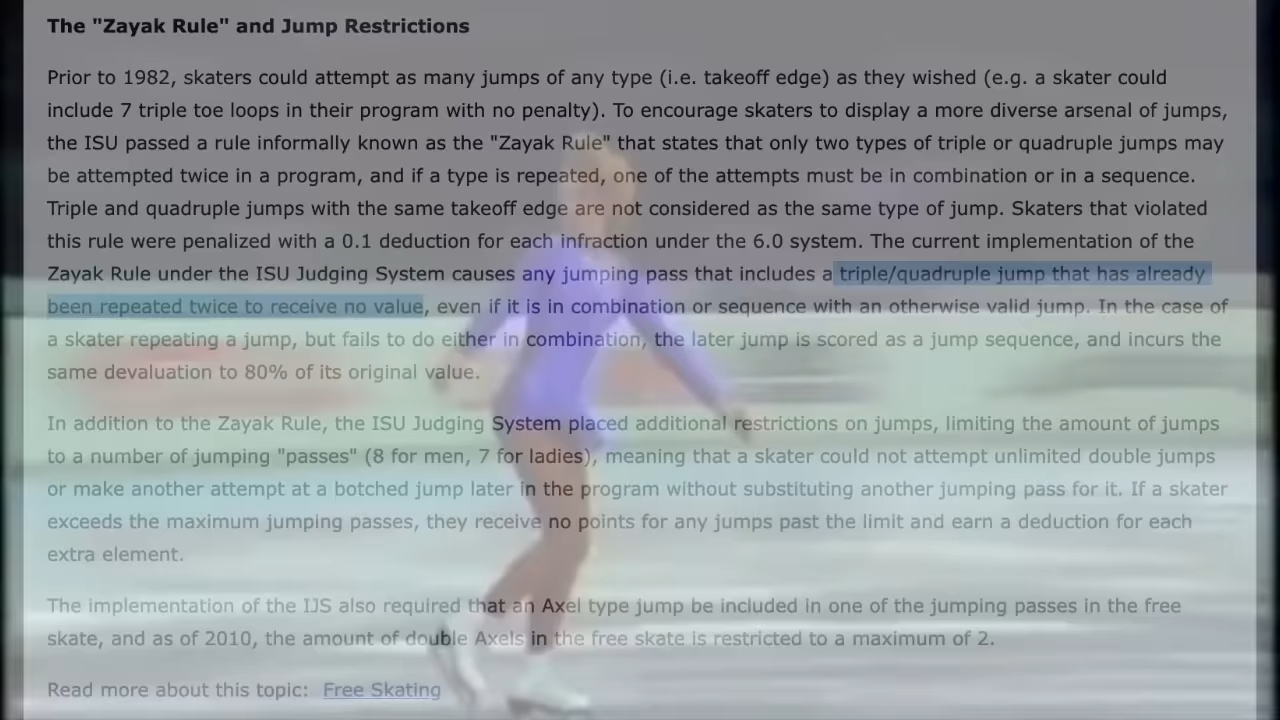 The "Zayak Rule" and Jump Restrictions
Prior to 1982, skaters could attempt as many jumps of any type (i.e. takeoff edge) as they wished (e.g. a skater could
include 7 triple toe loops in their program with no penalty). To encourage skaters to display a more diverse arsenal of jumps,
the ISU passed a rule informally known as the "Zayak Rule" that states that only two types of triple or quadruple jumps may
be attempted twice in a program, and if a type is repeated, one of the attempts must be in combination or in a sequence.
Triple and quadruple jumps with the same takeoff edge are not considered as the same type of jump. Skaters that violated
this rule were penalized with a 0.1 deduction for each infraction under the 6.0 system. The current implementation of the
Zayak Rule under the ISU Judging System causes any jumping pass that includes a triple/quadruple jump that has already
been repeated twice to receive no value, even if it is in combination or sequence with an otherwise valid jump. In the case of
a skater repeating a jump, but fails to do either in combination, the later jump is scored as a jump sequence, and incurs the
same devaluation to 80% of its original value.
In addition to the Zayak Rule, the ISU Judging System placed additional restrictions on jumps, limiting the amount of jumps
to a number of jumping "passes" (8 for men, 7 for ladies), meaning that a skater could not attempt unlimited double jumps
or make another attempt at a botched jump later in the program without substituting another jumping pass for it. If a skater
exceeds the maximum jumping passes, they receive no points for any jumps past the limit and earn a deduction for each
extra element.
The implementation of the IJS also required that an Axel type jump be included in one of the jumping passes in the free
skate, and as of 2010, the amount of double Axels in the free skate is restricted to a maximum of 2.
Read more about this topic: Free Skating